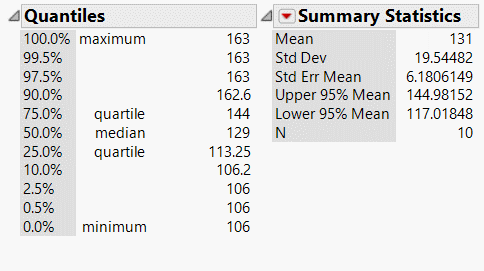 Quantiles
100.0% maximum 163
99.5% 163
97.5% 163
90.0% 162.6
75.0% quartile 144
50.0% median 129
25.0% quartile 113.25
10.0% 106.2
2.5% 106
0.5% 106
0.0% minimum 106
Summary Statistics
Mean 131
Std Dev 19.54482
Std Err Mean 6.1806149
Upper 95% Mean 144.98152
Lower 95% Mean 117.01848
N 10